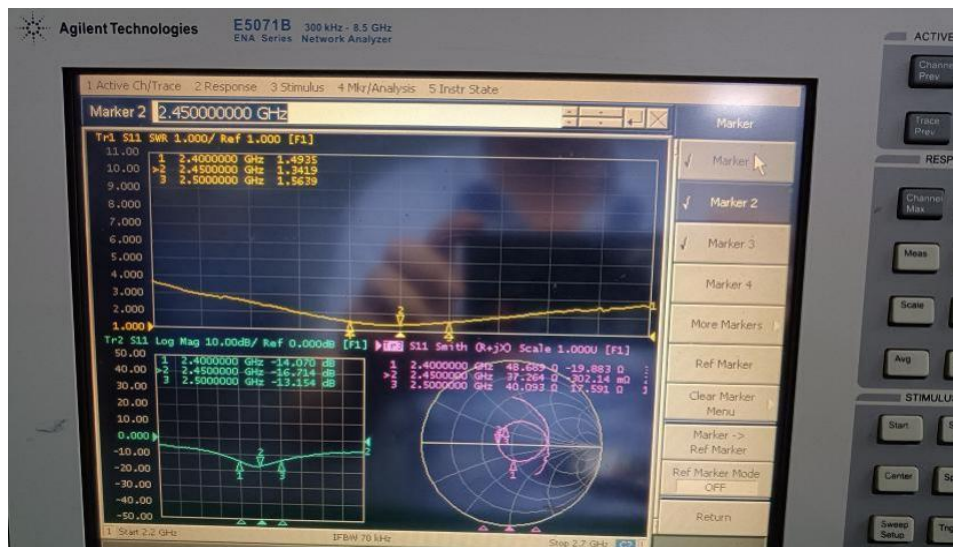 Agilent Technologies
E5071B 300 kHz - 8.5 GHz
ENA Series Network Analyzer
1 Active Ch/Trace 2 Response 3 Stimulus 4 Mkr/Analysis 5 Instr State
Marker 2 2.450000000 GHz
Tr1 S11 SWR 1.000/ Ref 1.000 [F1]
11.00
10.00
9.000
8.000
7.000
6.000
5.000
4.000
3.000
2.000
1.000
1 2.4000000 GHz 1.4935
>2 2.4500000 GHz 1.3419
3 2.5000000 GHz 1.5639
2
1
3
1
Tr2 S11 Log Mag 10.00dB/ Ref 0.000dB [F1]
50.00
40.00
30.00
20.00
10.00
0.000
-10.00
-20.00
-30.00
-40.00
-50.00
1 2.4000000 GHz -14.070 dB
>2 2.4500000 GHz -16.714 dB
3 2.5000000 GHz -13.154 dB
2
1
3
2
Tr3 S11 Smith (R+jX) Scale 1.000U [F1]
1 2.4000000 GHz 48.689 Ω -19.883 Ω
>2 2.4500000 GHz 37.264 Ω -302.14 mΩ
3 2.5000000 GHz 40.093 Ω 17.591 Ω
1
1 Start 2.2 GHz
IFBW 70 kHz
Stop 2.7 GHz
Marker
Marker
Marker 2
Marker 3
Marker 4
More Markers
Ref Marker
Clear Marker
Menu
Marker ->
Ref Marker
Ref Marker Mode
OFF
Return
ACTIVE
Channel
Prev
Trace
Prev
RESP
Channel
Max
Meas
Scale
Avg
STIMULUS
Start
Center
Sweep
Setup